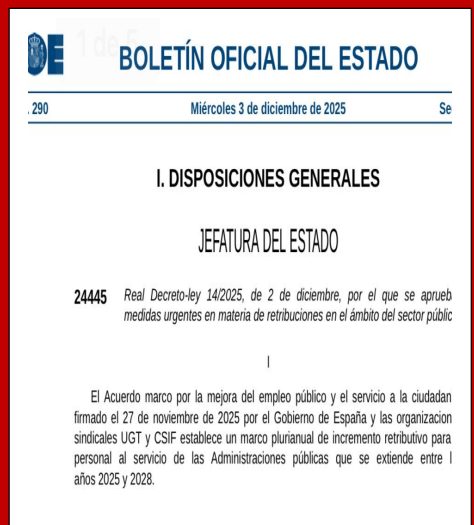 1 de 5
BOLETÍN OFICIAL DEL ESTADO
. 290
Miércoles 3 de diciembre de 2025
Se
I. DISPOSICIONES GENERALES
JEFATURA DEL ESTADO
24445 Real Decreto-ley 14/2025, de 2 de diciembre, por el que se aprueb
medidas urgentes en materia de retribuciones en el ámbito del sector públic
I
El Acuerdo marco por la mejora del empleo público y el servicio a la ciudadan
firmado el 27 de noviembre de 2025 por el Gobierno de España y las organizacion
sindicales UGT y CSIF establece un marco plurianual de incremento retributivo para
personal al servicio de las Administraciones públicas que se extiende entre l
años 2025 y 2028.